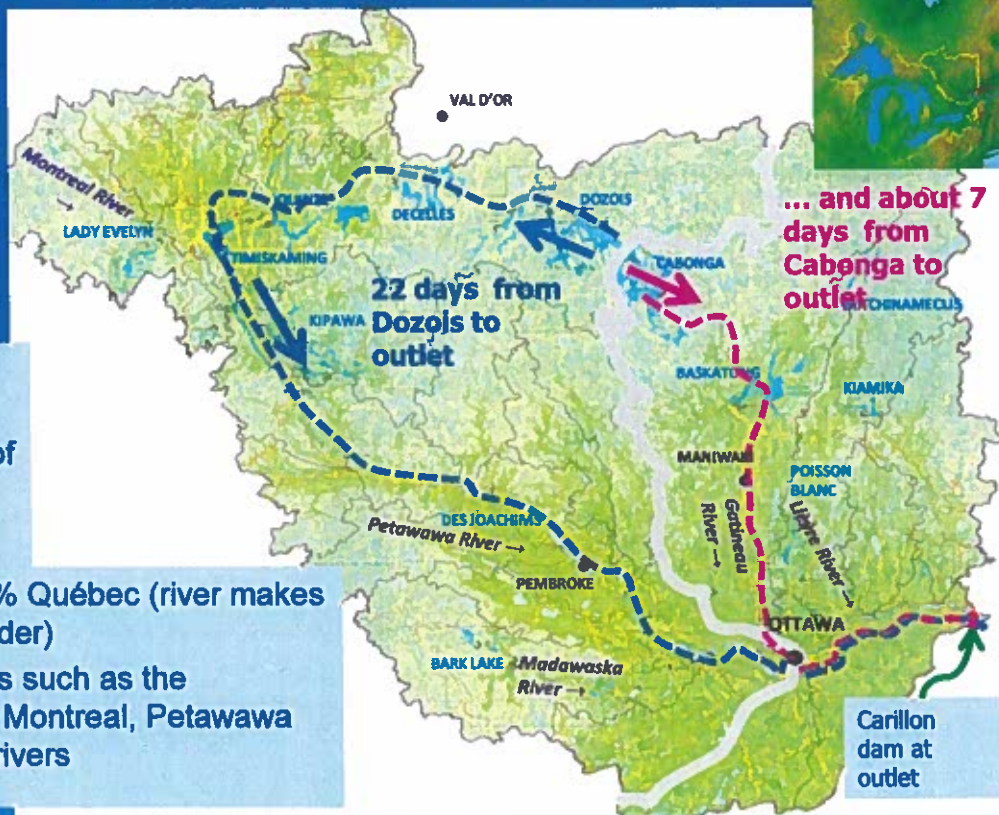 VAL D'OR
Montreal River
→
LADY EVELYN
TIMISKAMING
DECELLES
DOZOIS
CABONGA
... and about 7
days from
Cabonga to
outlet
22 days from
Dozois to
outlet
KIPAWA
BASKATONG
KIAMIKA
MANIWAKI
POISSON
BLANC
Gatineau
River →
Lièvre River →
DES JOACHIMS
Petawawa River →
PEMBROKE
OTTAWA
BARK LAKE
Madawaska
River →
Carillon
dam at
outlet
of
% Québec (river makes
der)
s such as the
Montreal, Petawawa
rivers